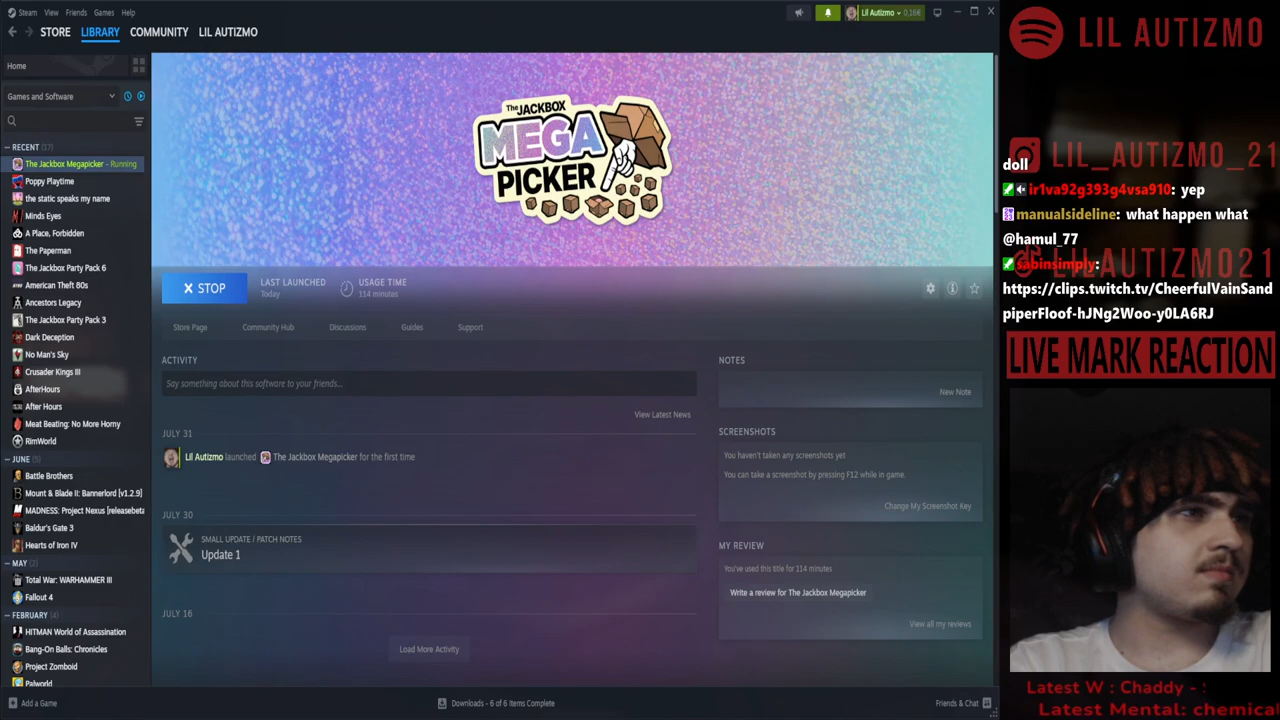 Steam View Friends Games Help
Lil Autizmo 0,16€
STORE LIBRARY COMMUNITY LIL AUTIZMO
Home
Games and Software
RECENT (17)
The Jackbox Megapicker - Running
Poppy Playtime
the static speaks my name
Minds Eyes
A Place, Forbidden
The Paperman
The Jackbox Party Pack 6
American Theft 80s
Ancestors Legacy
The Jackbox Party Pack 3
Dark Deception
No Man's Sky
Crusader Kings III
AfterHours
After Hours
Meat Beating: No More Horny
RimWorld
JUNE (5)
Battle Brothers
Mount & Blade II: Bannerlord [v1.2.9]
MADNESS: Project Nexus [releasebeta
Baldur's Gate 3
Hearts of Iron IV
MAY (2)
Total War: WARHAMMER III
Fallout 4
FEBRUARY (4)
HITMAN World of Assassination
Bang-On Balls: Chronicles
Project Zomboid
Palworld
Add a Game
The JACKBOX
MEGA
PICKER
STOP
LAST LAUNCHED
Today
USAGE TIME
114 minutes
Store Page Community Hub Discussions Guides Support
ACTIVITY
Say something about this software to your friends...
View Latest News
JULY 31
Lil Autizmo launched The Jackbox Megapicker for the first time
JULY 30
SMALL UPDATE / PATCH NOTES
Update 1
JULY 16
Load More Activity
NOTES
New Note
SCREENSHOTS
You haven't taken any screenshots yet
You can take a screenshot by pressing F12 while in game.
Change My Screenshot Key
MY REVIEW
You've used this title for 114 minutes
Write a review for The Jackbox Megapicker
View all my reviews
Downloads - 6 of 6 Items Complete
Friends & Chat
LIL AUTIZMO
LIL_AUTIZMO_21
doll
ir1va92g393g4vsa910: yep
manualsideline: what happen what
@hamul_77
LILAUTIZMO21
sabinsimply:
https://clips.twitch.tv/CheerfulVainSand
piperFloof-hJNg2Woo-y0LA6RJ
LIVE MARK REACTION
Latest W : Chaddy -
Latest Mental: chemical